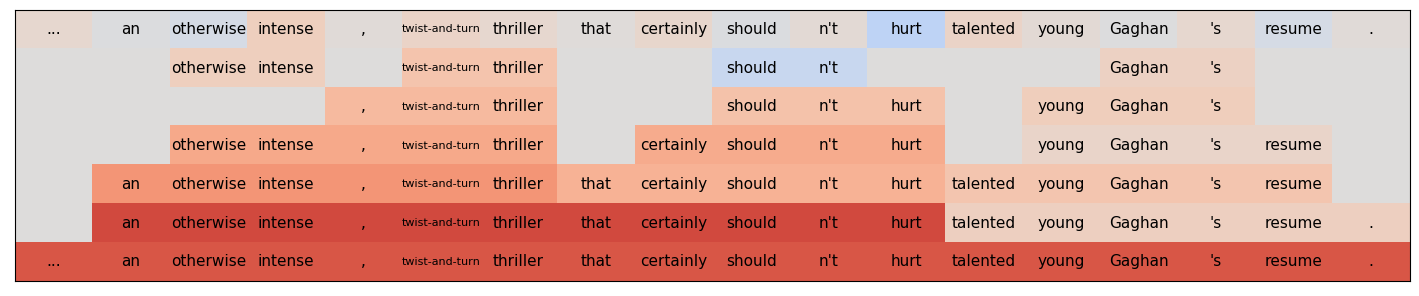 ... an otherwise intense , twist-and-turn thriller that certainly should n't hurt talented young Gaghan 's resume .
otherwise intense twist-and-turn thriller should n't Gaghan 's
, twist-and-turn thriller should n't hurt young Gaghan 's
otherwise intense , twist-and-turn thriller certainly should n't hurt young Gaghan 's resume
an otherwise intense , twist-and-turn thriller that certainly should n't hurt talented young Gaghan 's resume
an otherwise intense , twist-and-turn thriller that certainly should n't hurt talented young Gaghan 's resume .
... an otherwise intense , twist-and-turn thriller that certainly should n't hurt talented young Gaghan 's resume .